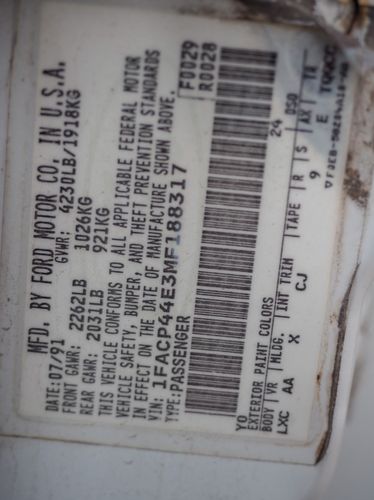 MFD. BY FORD MOTOR CO. IN U.S.A.
DATE: 07/91 GVWR: 4230LB/1918KG
FRONT GAWR: 2262LB 1026KG
REAR GAWR: 2031LB 921KG
THIS VEHICLE CONFORMS TO ALL APPLICABLE FEDERAL MOTOR
VEHICLE SAFETY, BUMPER, AND THEFT PREVENTION STANDARDS
IN EFFECT ON THE DATE OF MANUFACTURE SHOWN ABOVE.
VIN: 1FACP44E3MF188317 F0029
TYPE: PASSENGER R0028
YO 24 DSO
EXTERIOR PAINT COLORS
BODY VR MLDG. INT TRIM TAPE R S AX TR
LXC AA X CJ 9 E